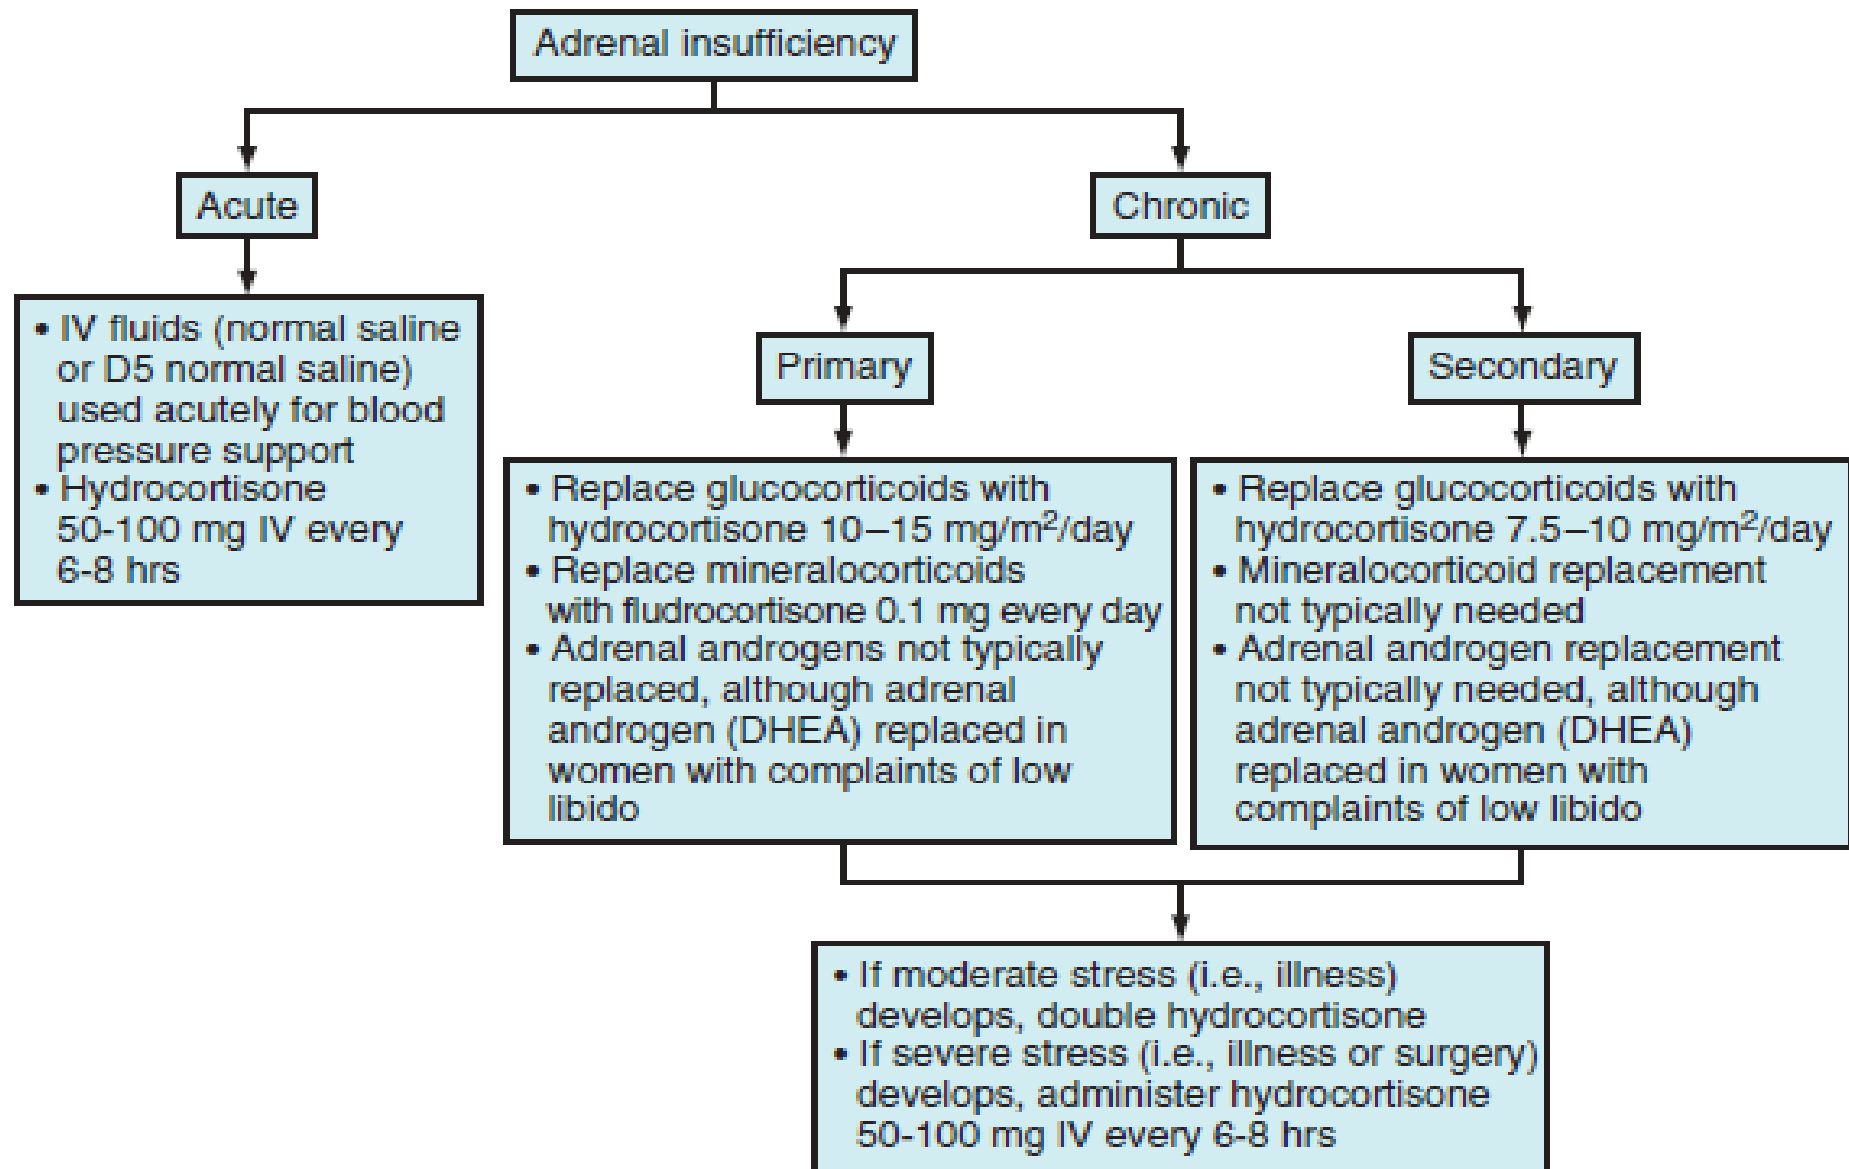 Adrenal insufficiency
Acute
Chronic
• IV fluids (normal saline
or D5 normal saline)
used acutely for blood
pressure support
• Hydrocortisone
50-100 mg IV every
6-8 hrs
Primary
Secondary
• Replace glucocorticoids with
hydrocortisone 10–15 mg/m²/day
• Replace mineralocorticoids
with fludrocortisone 0.1 mg every day
• Adrenal androgens not typically
replaced, although adrenal
androgen (DHEA) replaced in
women with complaints of low
libido
• Replace glucocorticoids with
hydrocortisone 7.5–10 mg/m²/day
• Mineralocorticoid replacement
not typically needed
• Adrenal androgen replacement
not typically needed, although
adrenal androgen (DHEA)
replaced in women with
complaints of low libido
• If moderate stress (i.e., illness)
develops, double hydrocortisone
• If severe stress (i.e., illness or surgery)
develops, administer hydrocortisone
50-100 mg IV every 6-8 hrs